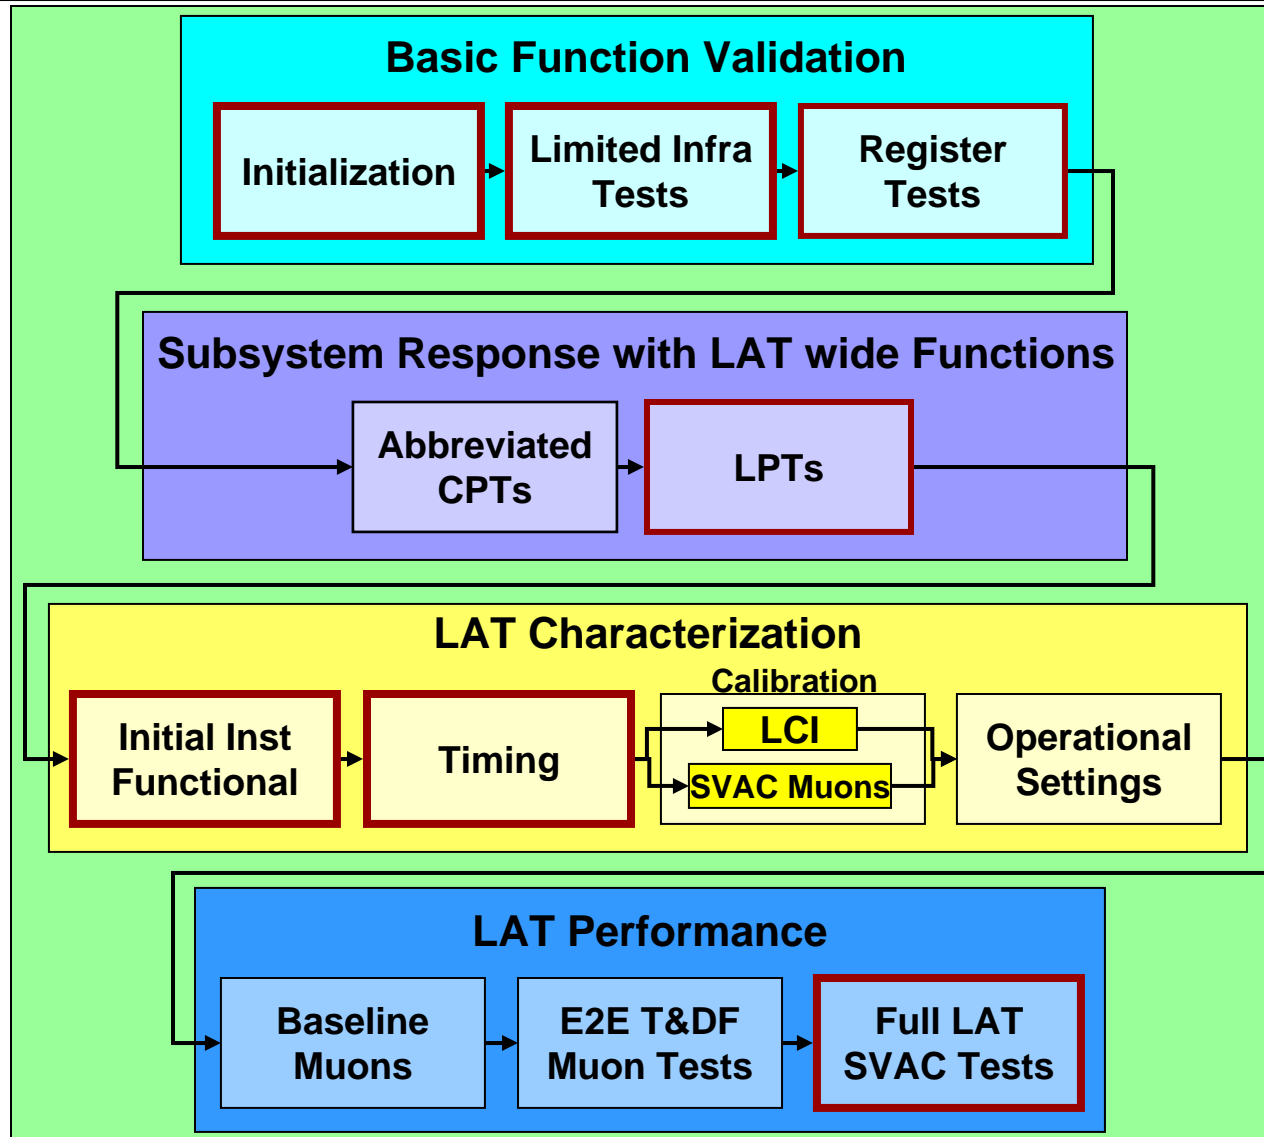 Basic Function Validation
Initialization
Limited Infra
Tests
Register
Tests
Subsystem Response with LAT wide Functions
Abbreviated
CPTs
LPTs
LAT Characterization
Initial Inst
Functional
Timing
Calibration
LCI
SVAC Muons
Operational
Settings
LAT Performance
Baseline
Muons
E2E T&DF
Muon Tests
Full LAT
SVAC Tests